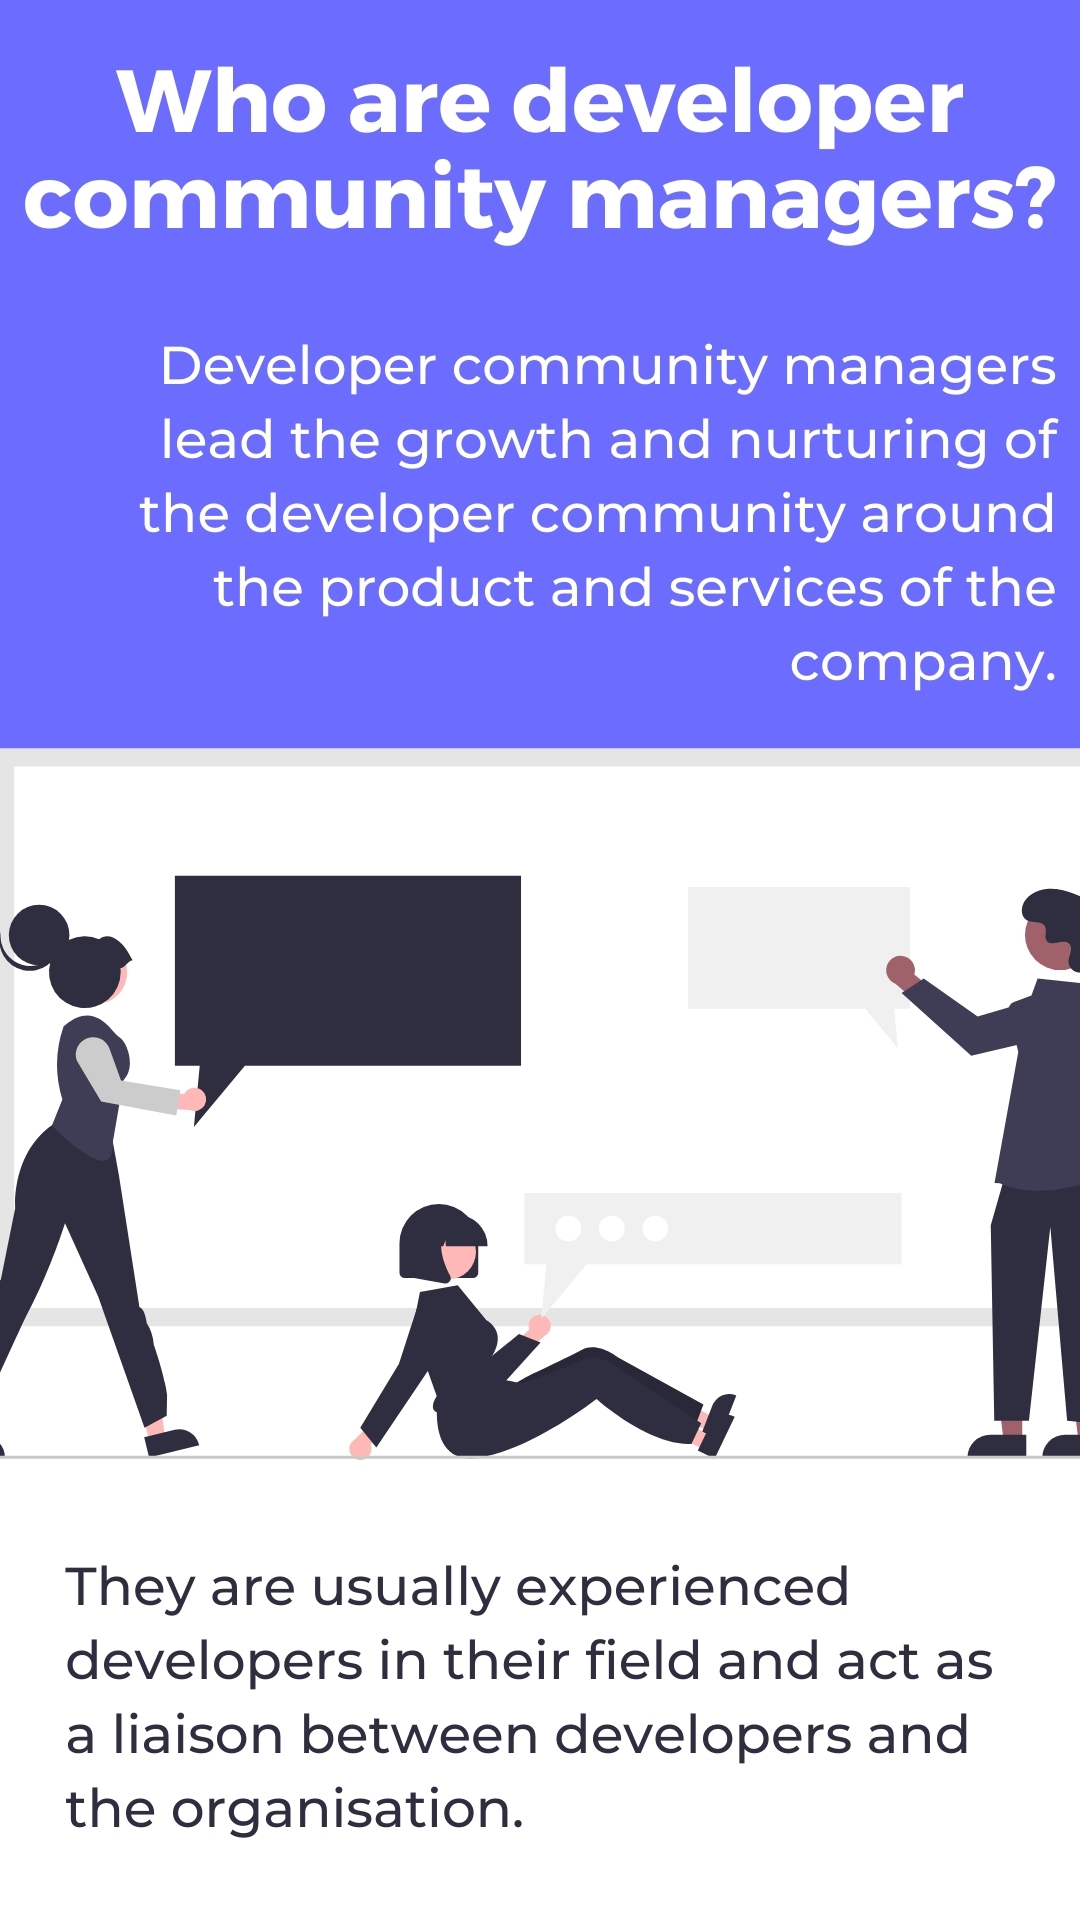 Who are developer
community managers?
Developer community managers
lead the growth and nurturing of
the developer community around
the product and services of the
company.
They are usually experienced
developers in their field and act as
a liaison between developers and
the organisation.